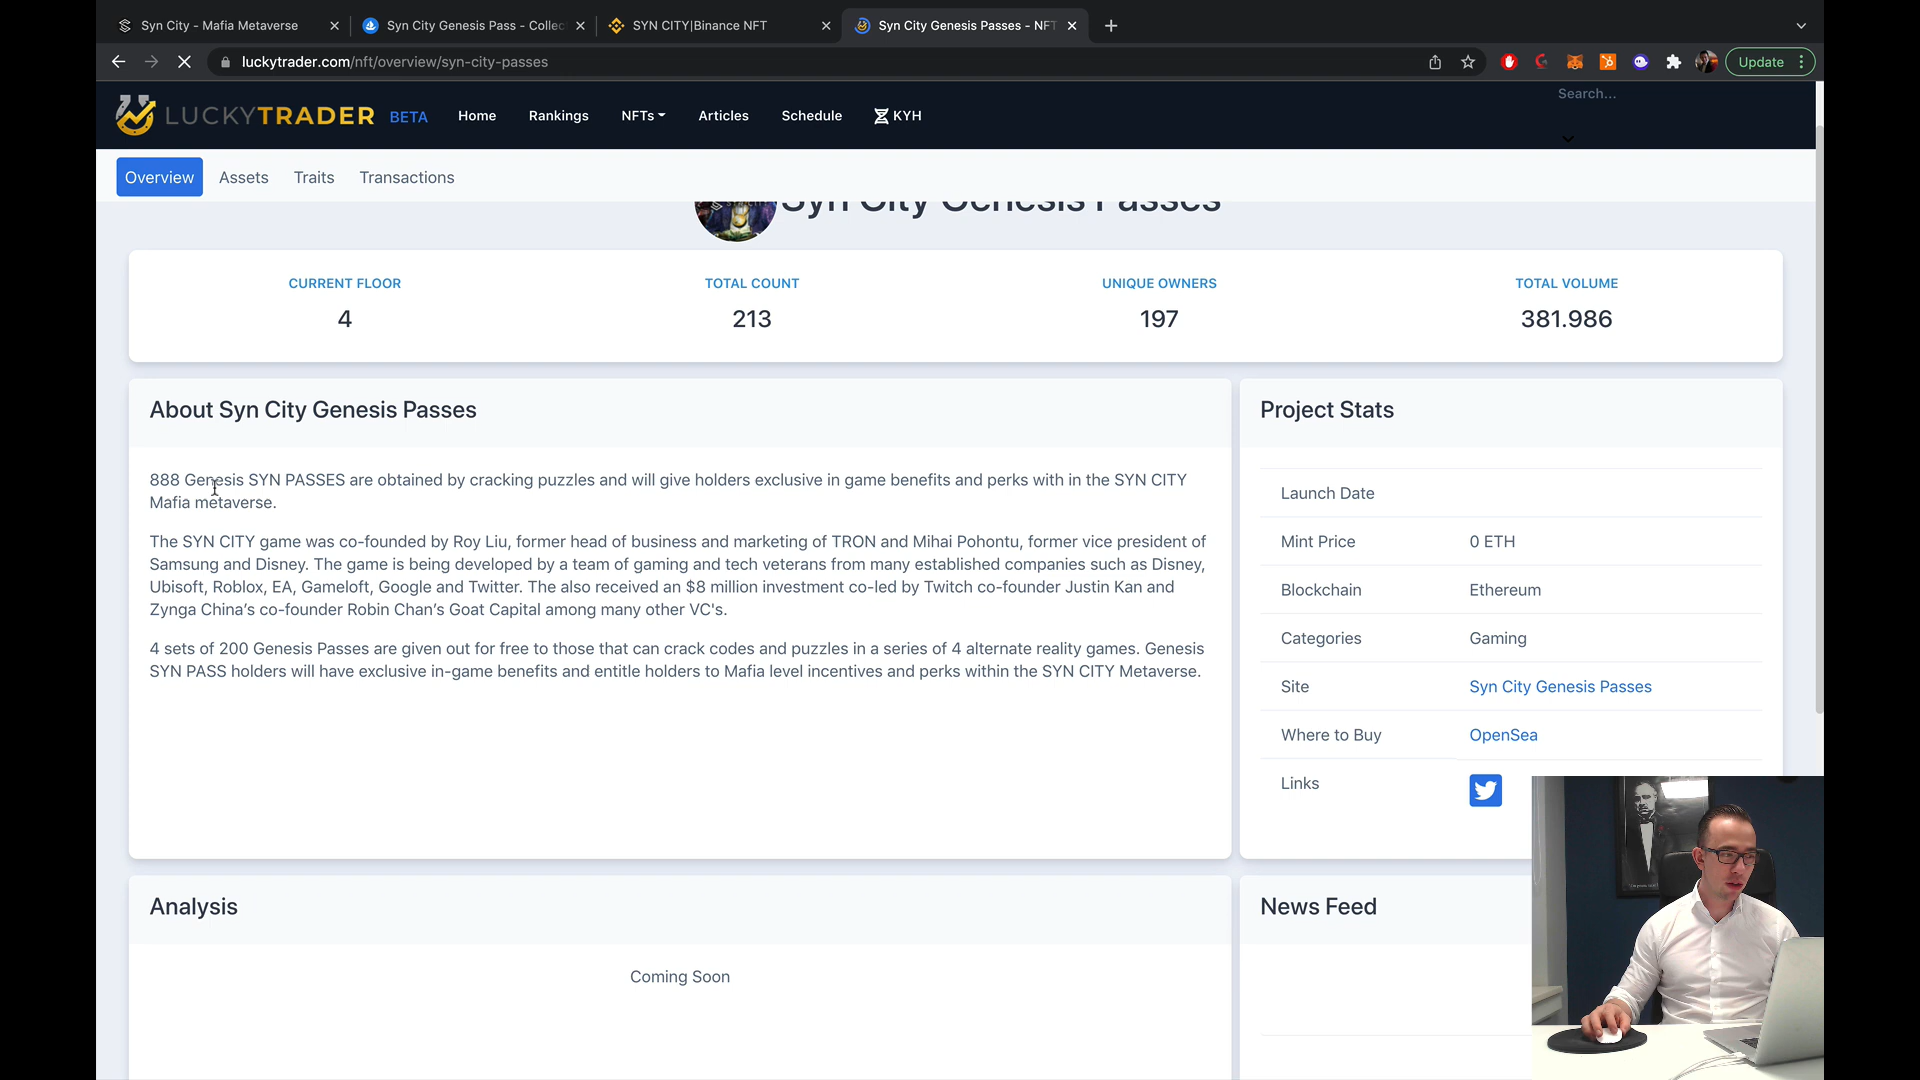 Syn City - Mafia Metaverse
Syn City Genesis Pass - Collec
SYN CITY|Binance NFT
Syn City Genesis Passes - NFT
luckytrader.com/nft/overview/syn-city-passes
Update
LUCKYTRADER BETA
Home
Rankings
NFTs
Articles
Schedule
KYH
Search...
Overview
Assets
Traits
Transactions
Syn City Genesis Passes
CURRENT FLOOR
4
TOTAL COUNT
213
UNIQUE OWNERS
197
TOTAL VOLUME
381.986
About Syn City Genesis Passes
888 Genesis SYN PASSES are obtained by cracking puzzles and will give holders exclusive in game benefits and perks with in the SYN CITY
Mafia metaverse.
The SYN CITY game was co-founded by Roy Liu, former head of business and marketing of TRON and Mihai Pohontu, former vice president of
Samsung and Disney. The game is being developed by a team of gaming and tech veterans from many established companies such as Disney,
Ubisoft, Roblox, EA, Gameloft, Google and Twitter. The also received an $8 million investment co-led by Twitch co-founder Justin Kan and
Zynga China's co-founder Robin Chan's Goat Capital among many other VC's.
4 sets of 200 Genesis Passes are given out for free to those that can crack codes and puzzles in a series of 4 alternate reality games. Genesis
SYN PASS holders will have exclusive in-game benefits and entitle holders to Mafia level incentives and perks within the SYN CITY Metaverse.
Project Stats
Launch Date
Mint Price 0 ETH
Blockchain Ethereum
Categories Gaming
Site Syn City Genesis Passes
Where to Buy OpenSea
Links
Analysis
Coming Soon
News Feed